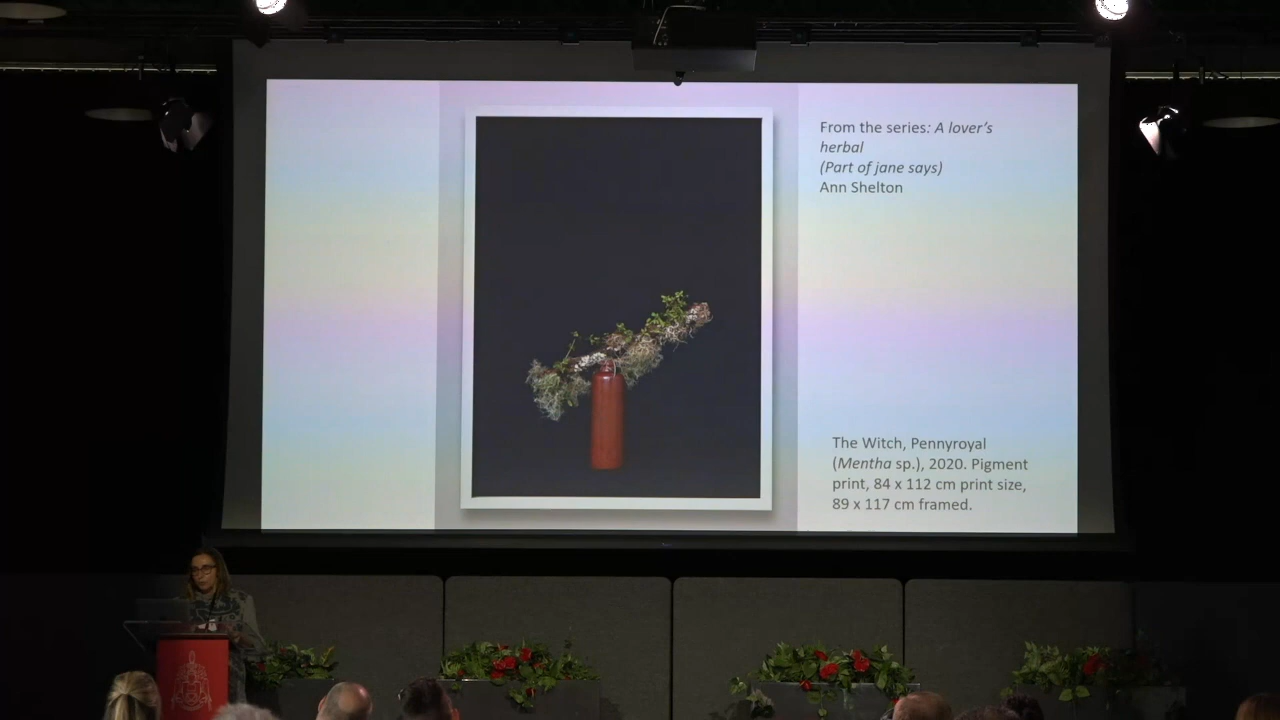 From the series: A lover's
herbal
(Part of jane says)
Ann Shelton
The Witch, Pennyroyal
(Mentha sp.), 2020. Pigment
print, 84 x 112 cm print size,
89 x 117 cm framed.